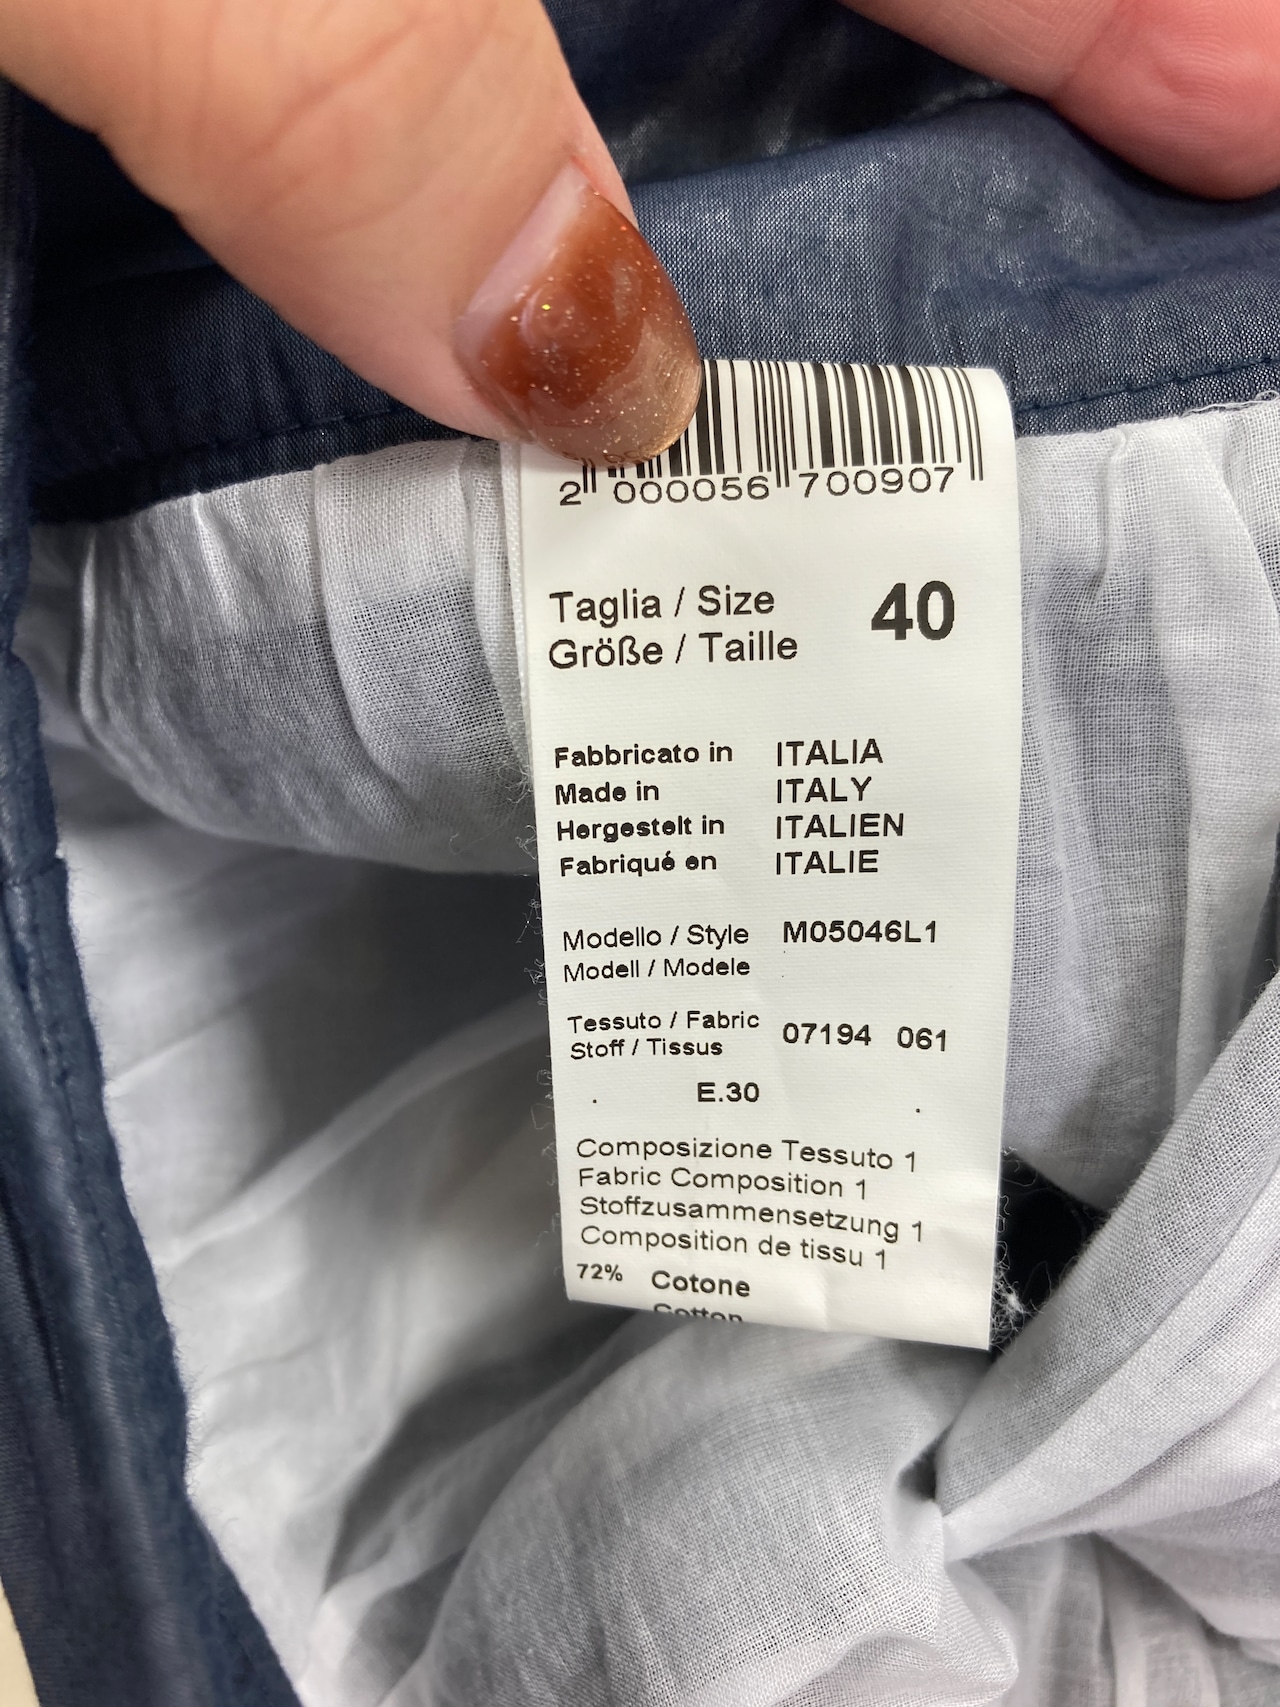 2 000056 700907
Taglia / Size 40
Größe / Taille
Fabbricato in ITALIA
Made in ITALY
Hergestelt in ITALIEN
Fabriqué en ITALIE
Modello / Style M05046L1
Modell / Modele
Tessuto / Fabric 07194 061
Stoff / Tissus
E.30
Composizione Tessuto 1
Fabric Composition 1
Stoffzusammensetzung 1
Composition de tissu 1
72% Cotone
Cotton